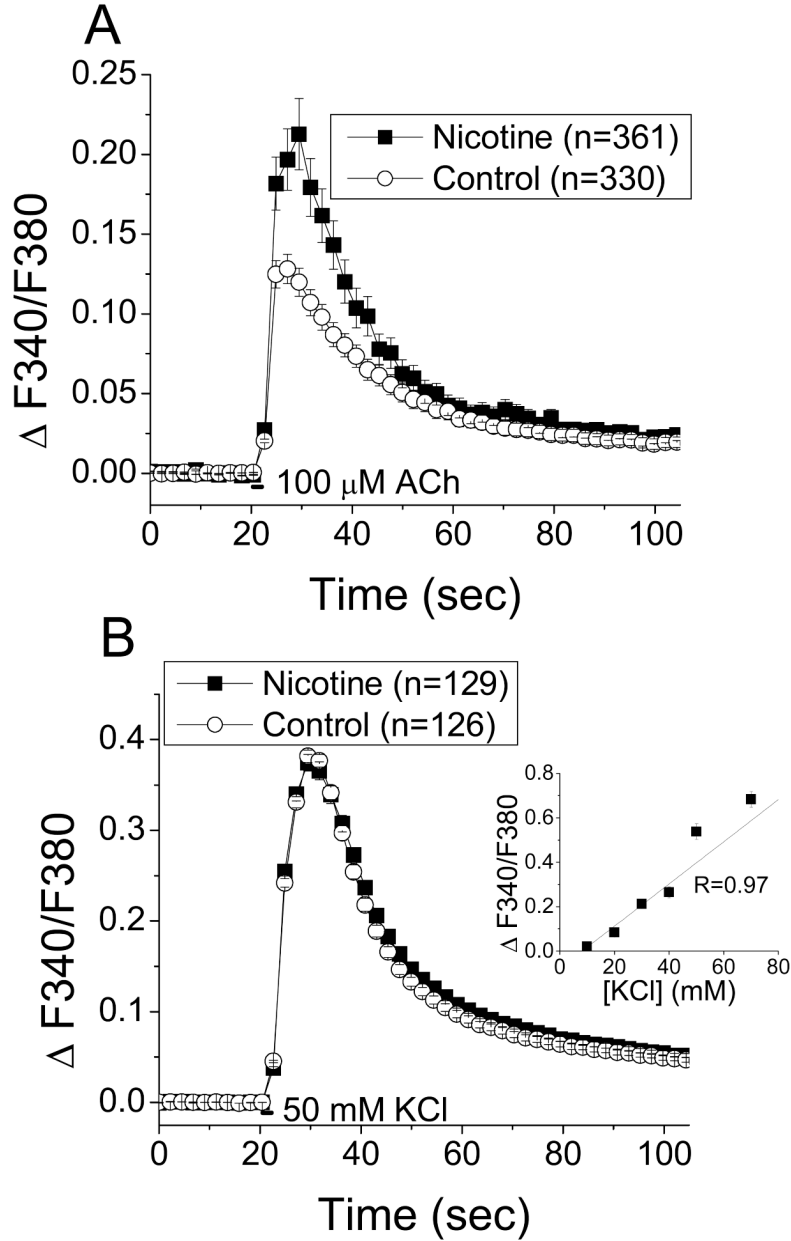 A
Δ F340/F380
0.25
0.20
0.15
0.10
0.05
0.00
Nicotine (n=361)
Control (n=330)
100 μM ACh
0 20 40 60 80 100
Time (sec)
B
Δ F340/F380
0.4
0.3
0.2
0.1
0.0
Nicotine (n=129)
Control (n=126)
Δ F340/F380
0.8
0.6
0.4
0.2
0.0
R=0.97
0 20 40 60 80
[KCl] (mM)
50 mM KCl
0 20 40 60 80 100
Time (sec)